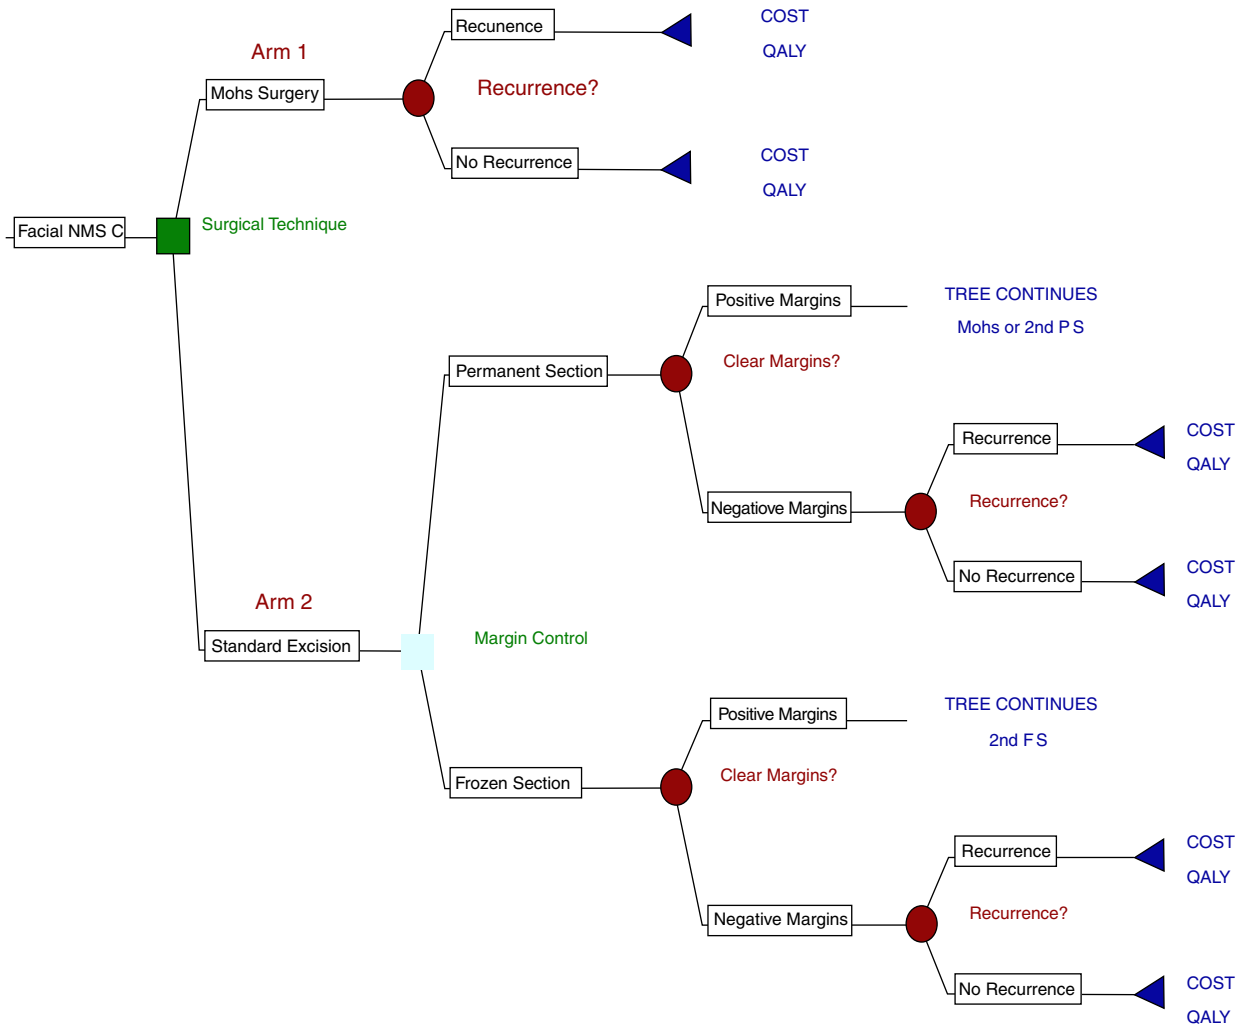 COST
Recunence
Arm 1
QALY
Mohs Surgery
Recurrence?
COST
No Recurrence
QALY
Facial NMS C
Surgical Technique
Positive Margins
TREE CONTINUES
Mohs or 2nd P S
Permanent Section
Clear Margins?
Recurrence
COST
QALY
Negatiove Margins
Recurrence?
No Recurrence
COST
QALY
Arm 2
Standard Excision
Margin Control
Positive Margins
TREE CONTINUES
2nd F S
Frozen Section
Clear Margins?
Recurrence
COST
QALY
Negative Margins
Recurrence?
No Recurrence
COST
QALY